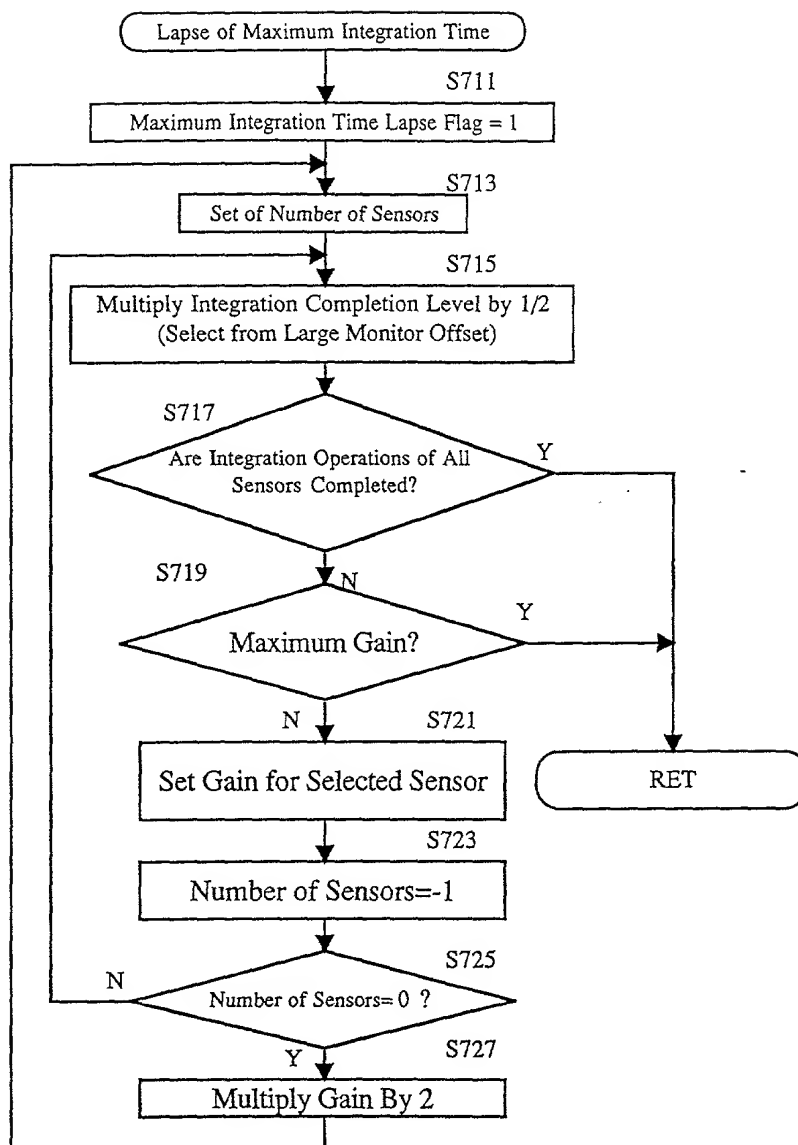 Lapse of Maximum Integration Time
S711
Maximum Integration Time Lapse Flag = 1
S713
Set of Number of Sensors
S715
Multiply Integration Completion Level by 1/2
(Select from Large Monitor Offset)
S717
Are Integration Operations of All
Sensors Completed?
Y
S719
N
Maximum Gain?
Y
N
S721
Set Gain for Selected Sensor
RET
S723
Number of Sensors=-1
S725
N
Number of Sensors= 0 ?
S727
Y
Multiply Gain By 2